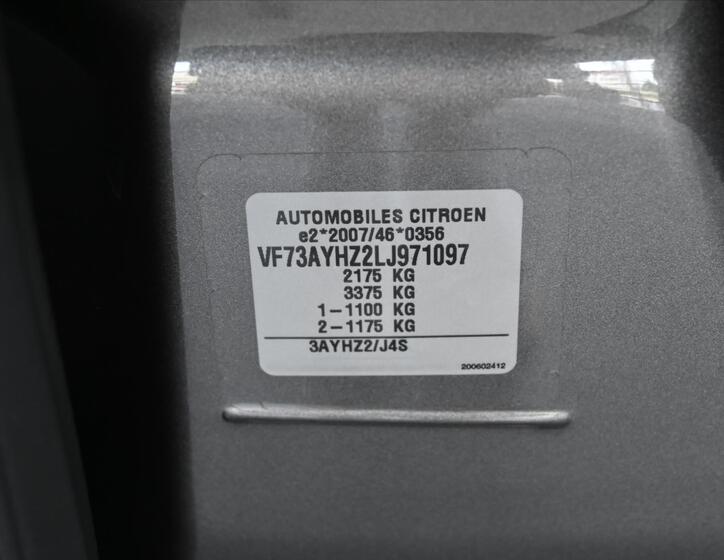 AUTOMOBILES CITROEN
e2*2007/46*0356
VF73AYHZ2LJ971097
2175 KG
3375 KG
1-1100 KG
2-1175 KG
3AYHZ2/J4S
200602412